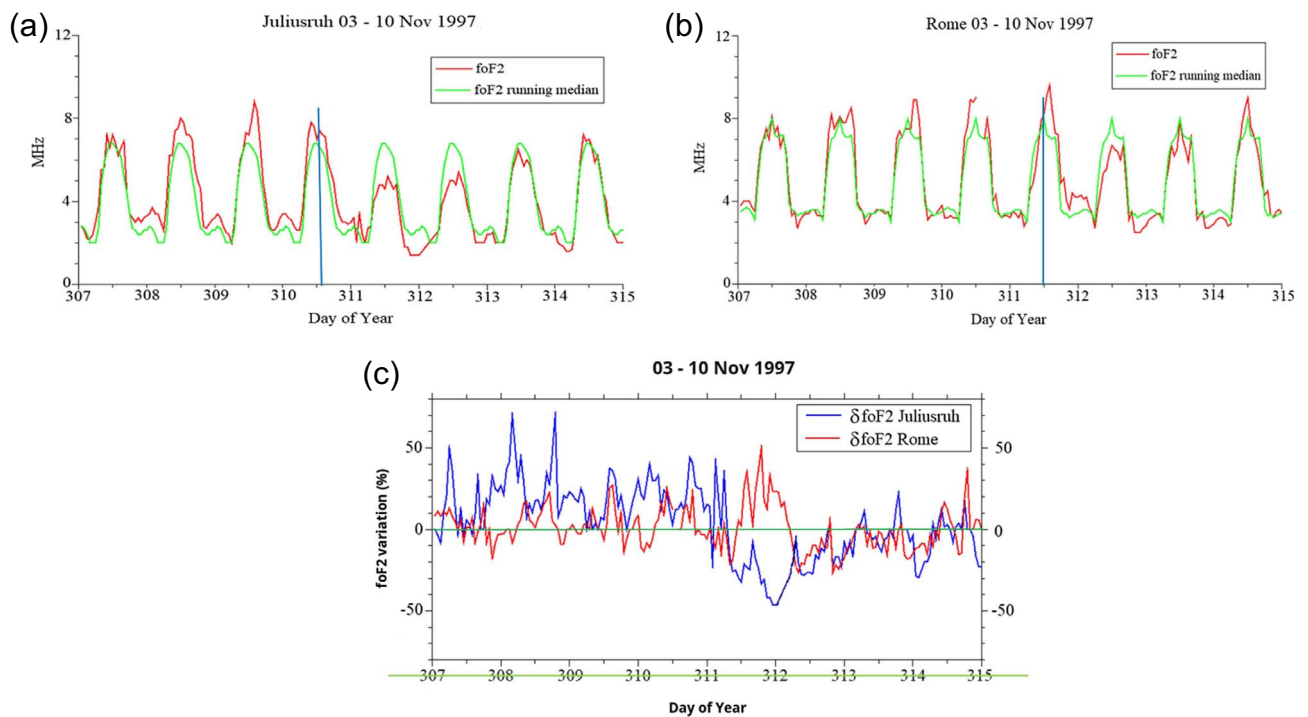 (a)
Juliusruh 03 - 10 Nov 1997
12
foF2
foF2 running median
8
MHz
4
0
307 308 309 310 311 312 313 314 315
Day of Year
(b)
Rome 03 - 10 Nov 1997
12
foF2
foF2 running median
8
MHz
4
0
307 308 309 310 311 312 313 314 315
Day of Year
(c)
03 - 10 Nov 1997
δfoF2 Juliusruh
δfoF2 Rome
50 50
foF2 variation (%)
0 0
-50 -50
307 308 309 310 311 312 313 314 315
Day of Year